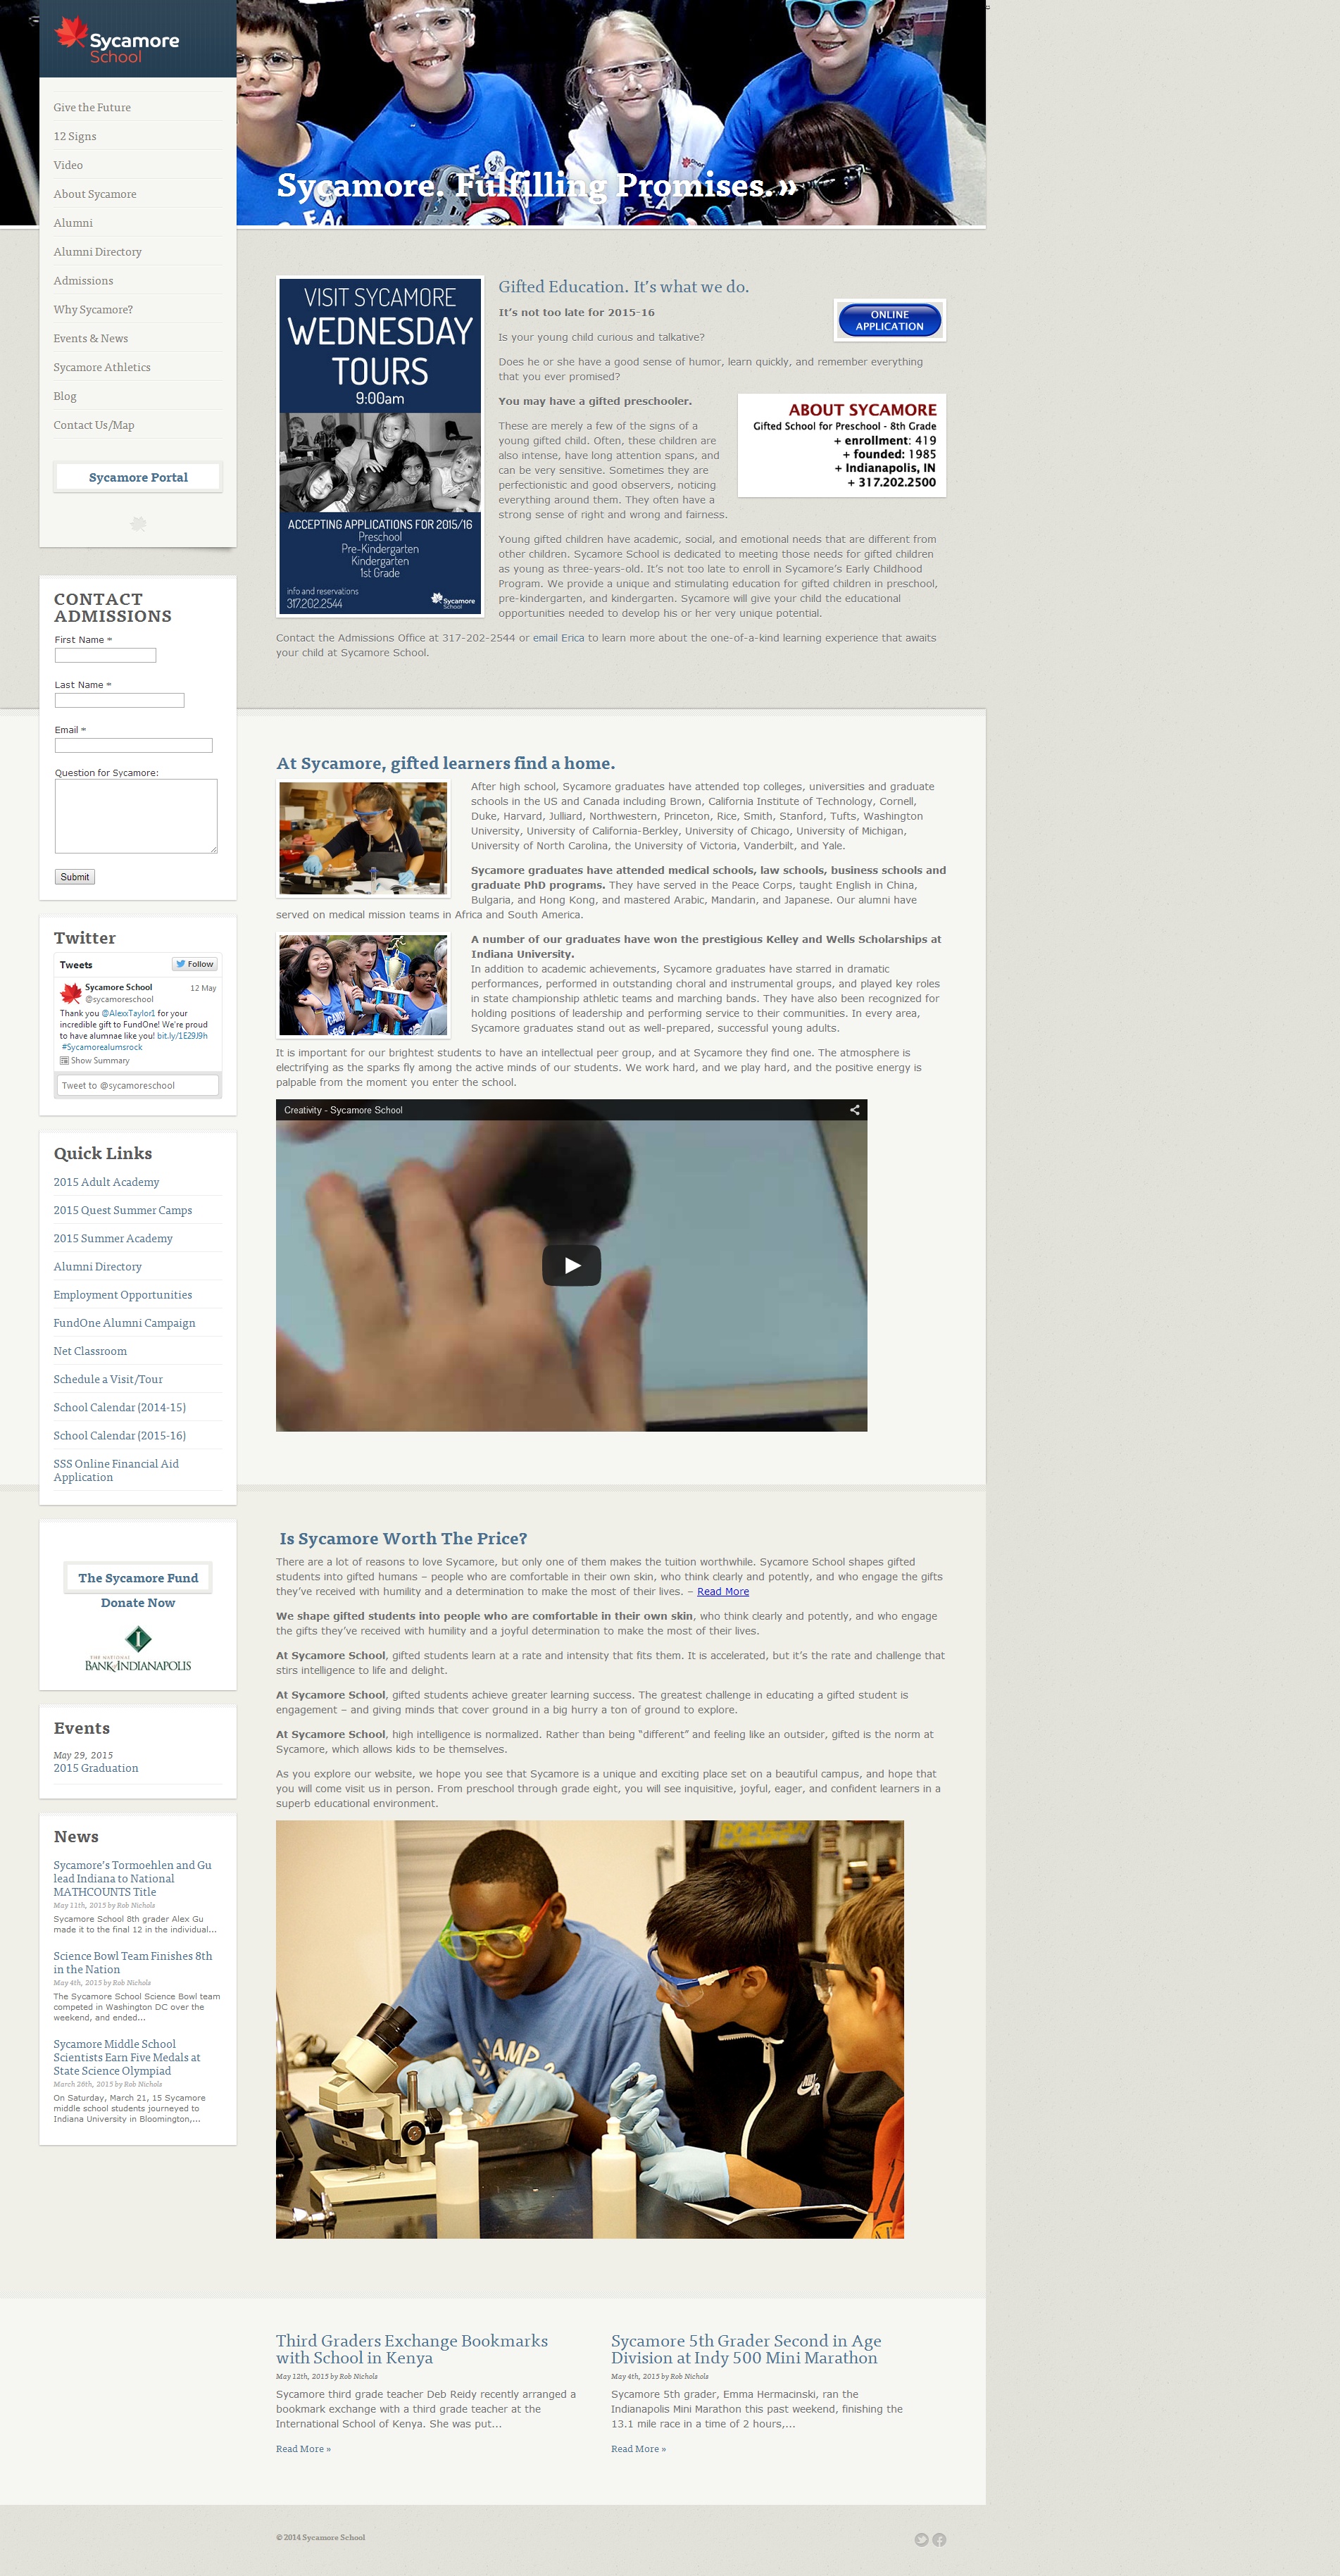 Sycamore
School
Give the Future
12 Signs
Video
About Sycamore
Alumni
Alumni Directory
Admissions
Why Sycamore?
Events & News
Sycamore Athletics
Blog
Contact Us/Map
Sycamore Portal
Sycamore. Fulfilling Promises. »
VISIT SYCAMORE
WEDNESDAY
TOURS
9:00am
ACCEPTING APPLICATIONS FOR 2015/16
Preschool
Pre-Kindergarten
Kindergarten
1st Grade
info and reservations
317.202.2544
Sycamore
School
Gifted Education. It's what we do.
It's not too late for 2015-16
ONLINE
APPLICATION
Is your young child curious and talkative?
Does he or she have a good sense of humor, learn quickly, and remember everything
that you ever promised?
You may have a gifted preschooler.
ABOUT SYCAMORE
Gifted School for Preschool - 8th Grade
+ enrollment: 419
+ founded: 1985
+ Indianapolis, IN
+ 317.202.2500
These are merely a few of the signs of a
young gifted child. Often, these children are
also intense, have long attention spans, and
can be very sensitive. Sometimes they are
perfectionistic and good observers, noticing
everything around them. They often have a
strong sense of right and wrong and fairness.
Young gifted children have academic, social, and emotional needs that are different from
other children. Sycamore School is dedicated to meeting those needs for gifted children
as young as three-years-old. It's not too late to enroll in Sycamore's Early Childhood
Program. We provide a unique and stimulating education for gifted children in preschool,
pre-kindergarten, and kindergarten. Sycamore will give your child the educational
opportunities needed to develop his or her very unique potential.
Contact the Admissions Office at 317-202-2544 or email Erica to learn more about the one-of-a-kind learning experience that awaits
your child at Sycamore School.
CONTACT
ADMISSIONS
First Name *
Last Name *
Email *
Question for Sycamore:
Submit
Twitter
Tweets
Follow
Sycamore School
12 May
@sycamoreschool
Thank you @AlexxTaylor1 for your
incredible gift to FundOne! We're proud
to have alumnae like you! bit.ly/1E29J9h
#Sycamorealumsrock
Show Summary
Tweet to @sycamoreschool
Quick Links
2015 Adult Academy
2015 Quest Summer Camps
2015 Summer Academy
Alumni Directory
Employment Opportunities
FundOne Alumni Campaign
Net Classroom
Schedule a Visit/Tour
School Calendar (2014-15)
School Calendar (2015-16)
SSS Online Financial Aid
Application
The Sycamore Fund
Donate Now
THE NATIONAL
BANK OF INDIANAPOLIS
Events
May 29, 2015
2015 Graduation
News
Sycamore's Tormoehlen and Gu
lead Indiana to National
MATHCOUNTS Title
May 11th, 2015 by Rob Nichols
Sycamore School 8th grader Alex Gu
made it to the final 12 in the individual...
Science Bowl Team Finishes 8th
in the Nation
May 4th, 2015 by Rob Nichols
The Sycamore School Science Bowl team
competed in Washington DC over the
weekend, and ended...
Sycamore Middle School
Scientists Earn Five Medals at
State Science Olympiad
March 26th, 2015 by Rob Nichols
On Saturday, March 21, 15 Sycamore
middle school students journeyed to
Indiana University in Bloomington,...
At Sycamore, gifted learners find a home.
After high school, Sycamore graduates have attended top colleges, universities and graduate
schools in the US and Canada including Brown, California Institute of Technology, Cornell,
Duke, Harvard, Julliard, Northwestern, Princeton, Rice, Smith, Stanford, Tufts, Washington
University, University of California-Berkley, University of Chicago, University of Michigan,
University of North Carolina, the University of Victoria, Vanderbilt, and Yale.
Sycamore graduates have attended medical schools, law schools, business schools and
graduate PhD programs. They have served in the Peace Corps, taught English in China,
Bulgaria, and Hong Kong, and mastered Arabic, Mandarin, and Japanese. Our alumni have
served on medical mission teams in Africa and South America.
A number of our graduates have won the prestigious Kelley and Wells Scholarships at
Indiana University.
In addition to academic achievements, Sycamore graduates have starred in dramatic
performances, performed in outstanding choral and instrumental groups, and played key roles
in state championship athletic teams and marching bands. They have also been recognized for
holding positions of leadership and performing service to their communities. In every area,
Sycamore graduates stand out as well-prepared, successful young adults.
It is important for our brightest students to have an intellectual peer group, and at Sycamore they find one. The atmosphere is
electrifying as the sparks fly among the active minds of our students. We work hard, and we play hard, and the positive energy is
palpable from the moment you enter the school.
Creativity - Sycamore School
Is Sycamore Worth The Price?
There are a lot of reasons to love Sycamore, but only one of them makes the tuition worthwhile. Sycamore School shapes gifted
students into gifted humans – people who are comfortable in their own skin, who think clearly and potently, and who engage the gifts
they've received with humility and a determination to make the most of their lives. – Read More
We shape gifted students into people who are comfortable in their own skin, who think clearly and potently, and who engage
the gifts they've received with humility and a joyful determination to make the most of their lives.
At Sycamore School, gifted students learn at a rate and intensity that fits them. It is accelerated, but it's the rate and challenge that
stirs intelligence to life and delight.
At Sycamore School, gifted students achieve greater learning success. The greatest challenge in educating a gifted student is
engagement – and giving minds that cover ground in a big hurry a ton of ground to explore.
At Sycamore School, high intelligence is normalized. Rather than being “different” and feeling like an outsider, gifted is the norm at
Sycamore, which allows kids to be themselves.
As you explore our website, we hope you see that Sycamore is a unique and exciting place set on a beautiful campus, and hope that
you will come visit us in person. From preschool through grade eight, you will see inquisitive, joyful, eager, and confident learners in a
superb educational environment.
Third Graders Exchange Bookmarks
with School in Kenya
May 12th, 2015 by Rob Nichols
Sycamore third grade teacher Deb Reidy recently arranged a
bookmark exchange with a third grade teacher at the
International School of Kenya. She was put...
Read More »
Sycamore 5th Grader Second in Age
Division at Indy 500 Mini Marathon
May 4th, 2015 by Rob Nichols
Sycamore 5th grader, Emma Hermacinski, ran the
Indianapolis Mini Marathon this past weekend, finishing the
13.1 mile race in a time of 2 hours,...
Read More »
© 2014 Sycamore School